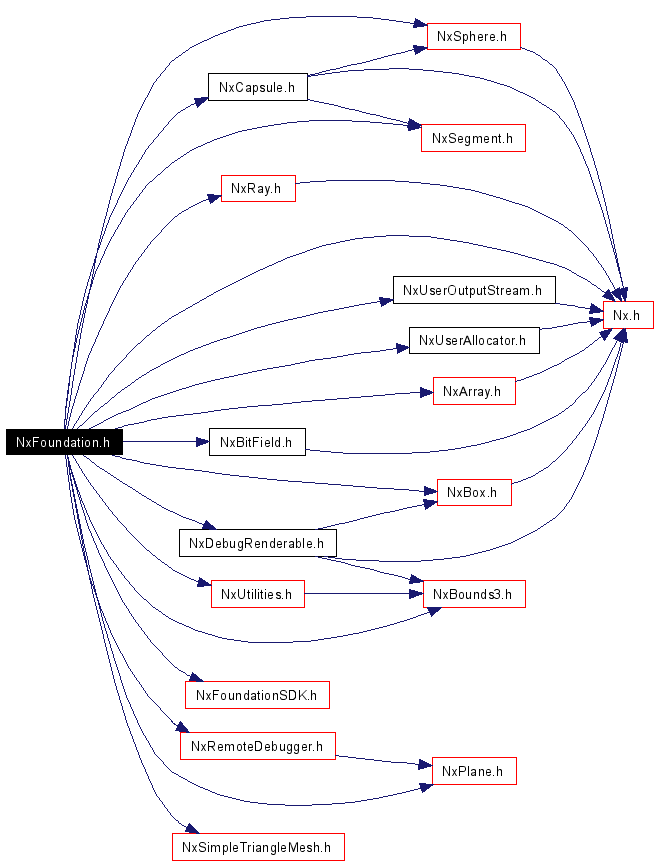 NxSphere.h
NxCapsule.h
NxSegment.h
NxRay.h
NxUserOutputStream.h
Nx.h
NxUserAllocator.h
NxArray.h
NxFoundation.h
NxBitField.h
NxBox.h
NxDebugRenderable.h
NxUtilities.h
NxBounds3.h
NxFoundationSDK.h
NxRemoteDebugger.h
NxPlane.h
NxSimpleTriangleMesh.h